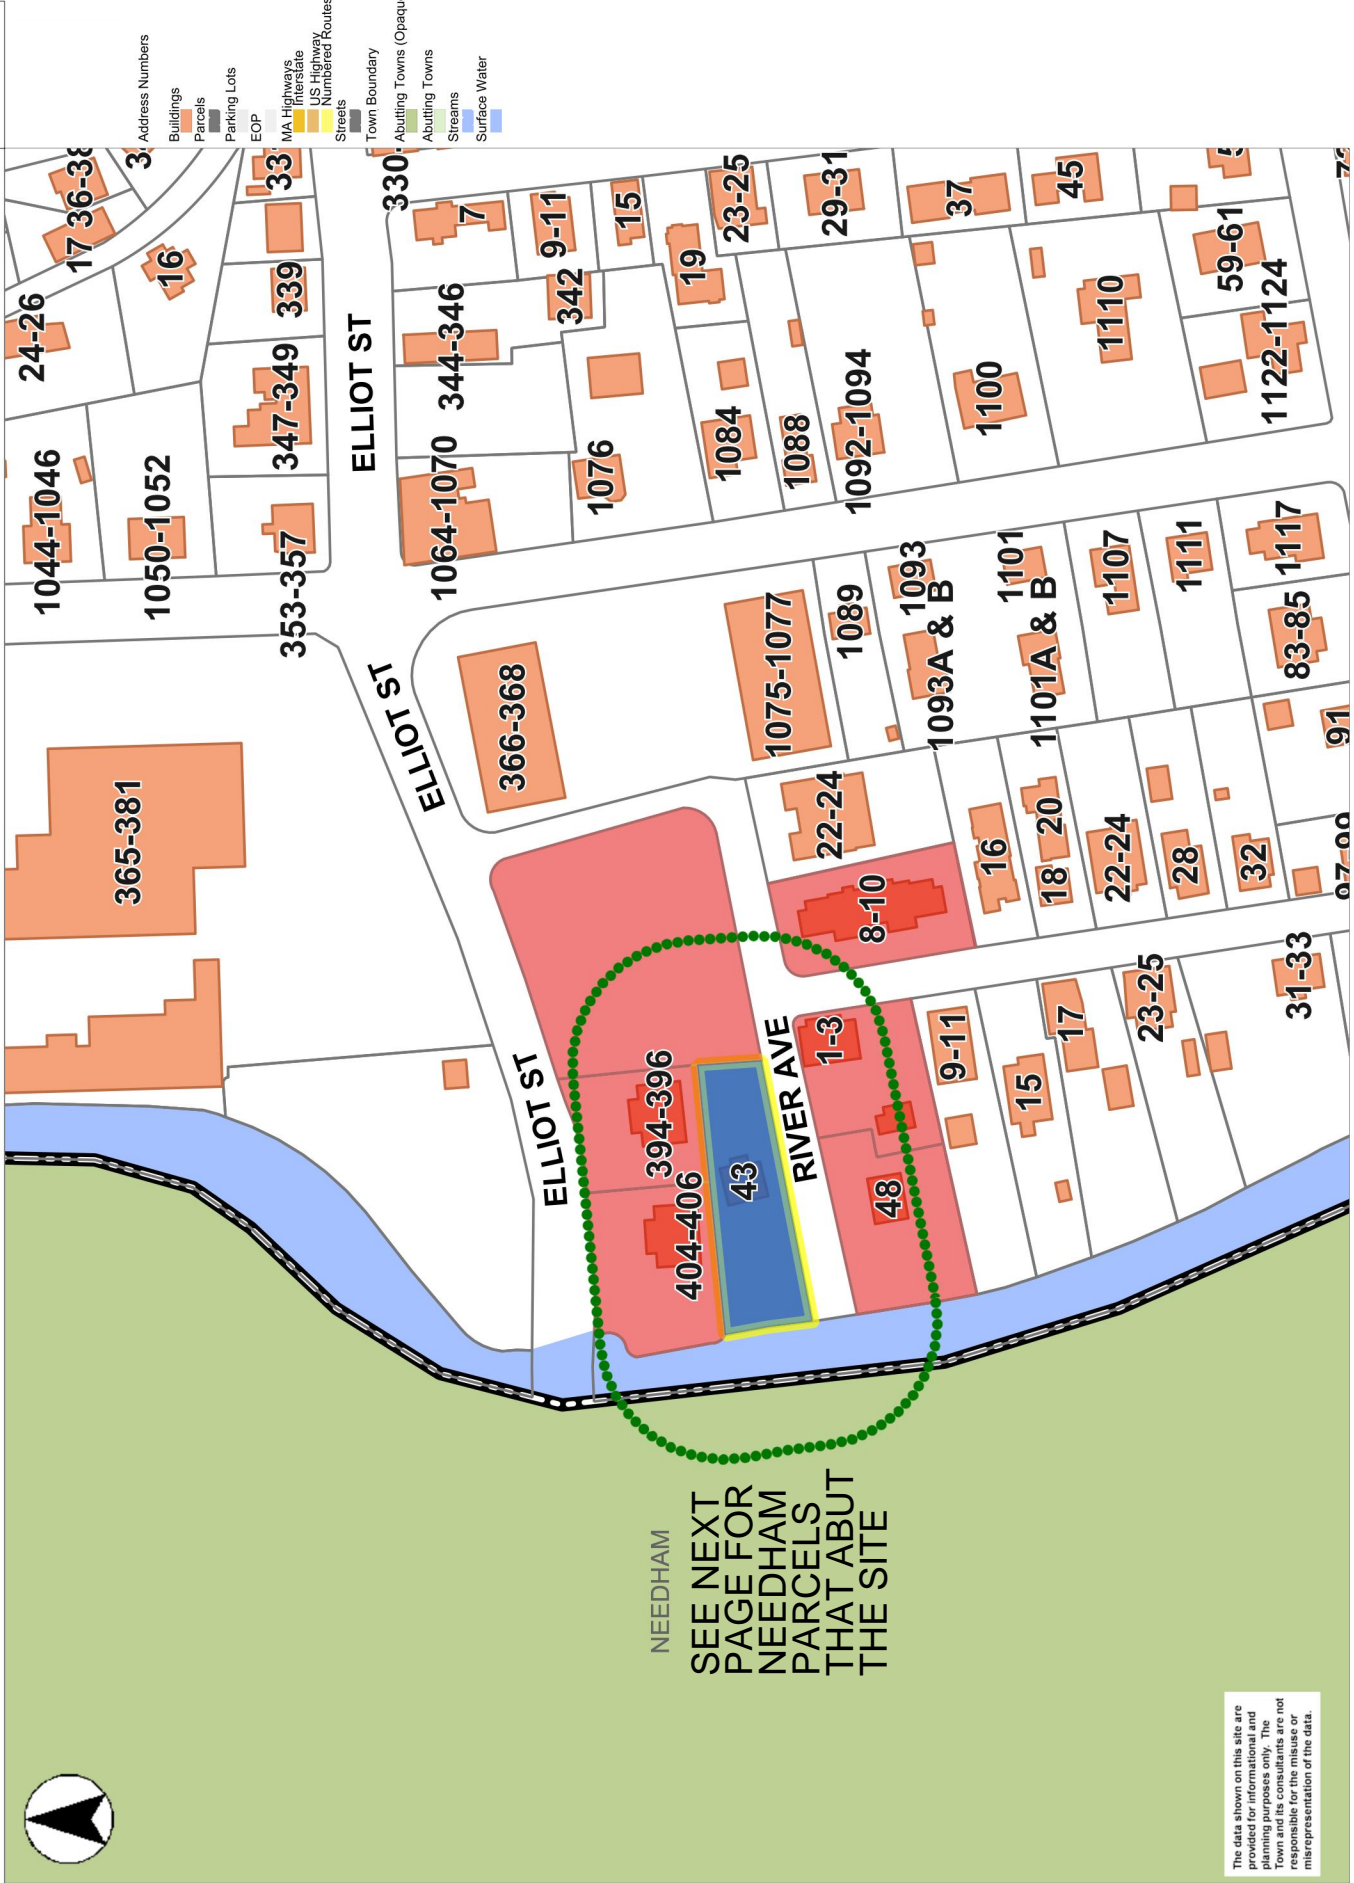 24-26
1044-1046
17
36-38
365-381
1050-1052
16
353-357
347-349
339
ELLIOT ST
ELLIOT ST
ELLIOT ST
330-
1064-1070
344-346
7
366-368
9-11
342
1076
15
NEEDHAM
394-396
404-406
19
1084
23-25
43
1075-1077
1088
RIVER AVE
SEE NEXT
PAGE FOR
NEEDHAM
PARCELS
THAT ABUT
THE SITE
1-3
22-24
29-31
1089
1092-1094
8-10
48
1093
1093A & B
9-11
37
16
1100
1101
15
1101A & B
18
20
17
45
1107
22-24
1110
23-25
28
1111
59-61
32
1122-1124
31-33
83-85
1117
91
97-99
The data shown on this site are
provided for informational and
planning purposes only. The
Town and its consultants are not
responsible for the misuse or
misrepresentation of the data.
Address Numbers
Buildings
Parcels
Parking Lots
EOP
MA Highways
Interstate
US Highway
Numbered Routes
Streets
Town Boundary
Abutting Towns (Opaqu
Abutting Towns
Streams
Surface Water